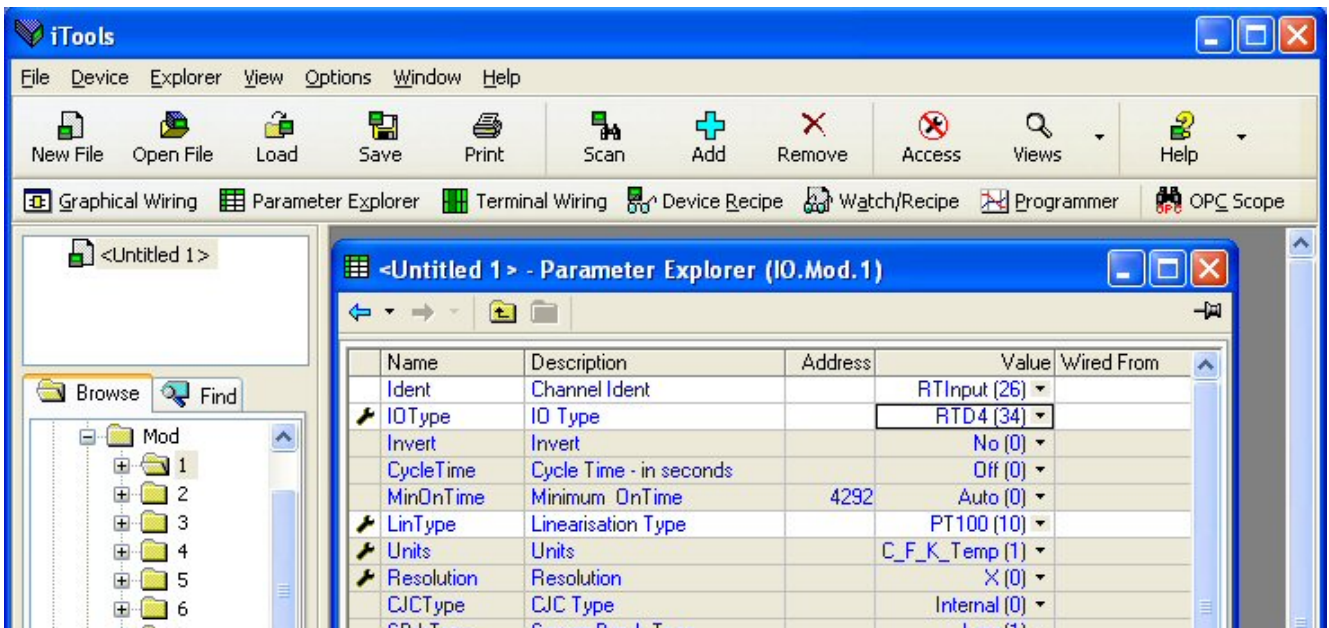 iTools
File Device Explorer View Options Window Help
New File Open File Load Save Print Scan Add Remove Access Views Help
Graphical Wiring Parameter Explorer Terminal Wiring Device Recipe Watch/Recipe Programmer OPC Scope
<Untitled 1>
<Untitled 1> - Parameter Explorer (IO.Mod.1)
Browse Find
Mod
1
2
3
4
5
6
Name Description Address Value Wired From
Ident Channel Ident RTInput (26)
IOType IO Type RTD4 (34)
Invert Invert No (0)
CycleTime Cycle Time - in seconds Off (0)
MinOnTime Minimum OnTime 4292 Auto (0)
LinType Linearisation Type PT100 (10)
Units Units C_F_K_Temp (1)
Resolution Resolution X (0)
CJCType CJC Type Internal (0)